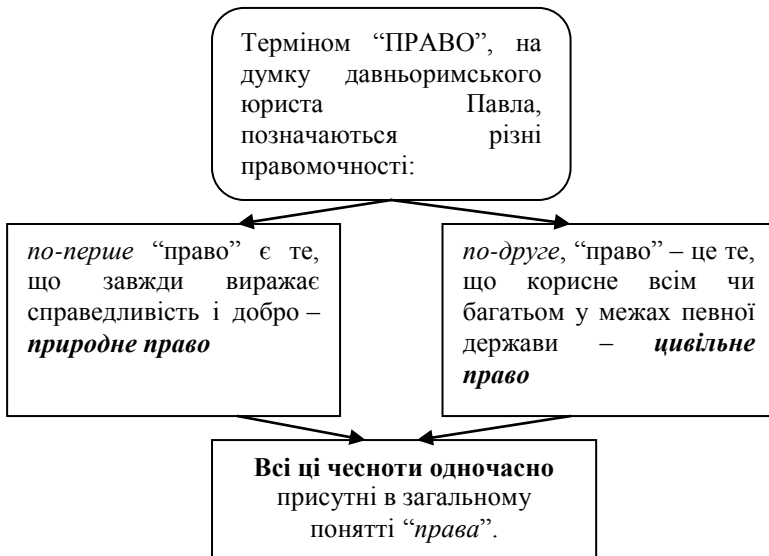 Терміном “ПРАВО”, на
думку давньоримського
юриста Павла,
позначаються різні
правомочності:
по-перше “право” є те,
що завжди виражає
справедливість і добро –
природне право
по-друге, “право” – це те,
що корисне всім чи
багатьом у межах певної
держави – цивільне
право
Всі ці чесноти одночасно
присутні в загальному
понятті “права”.